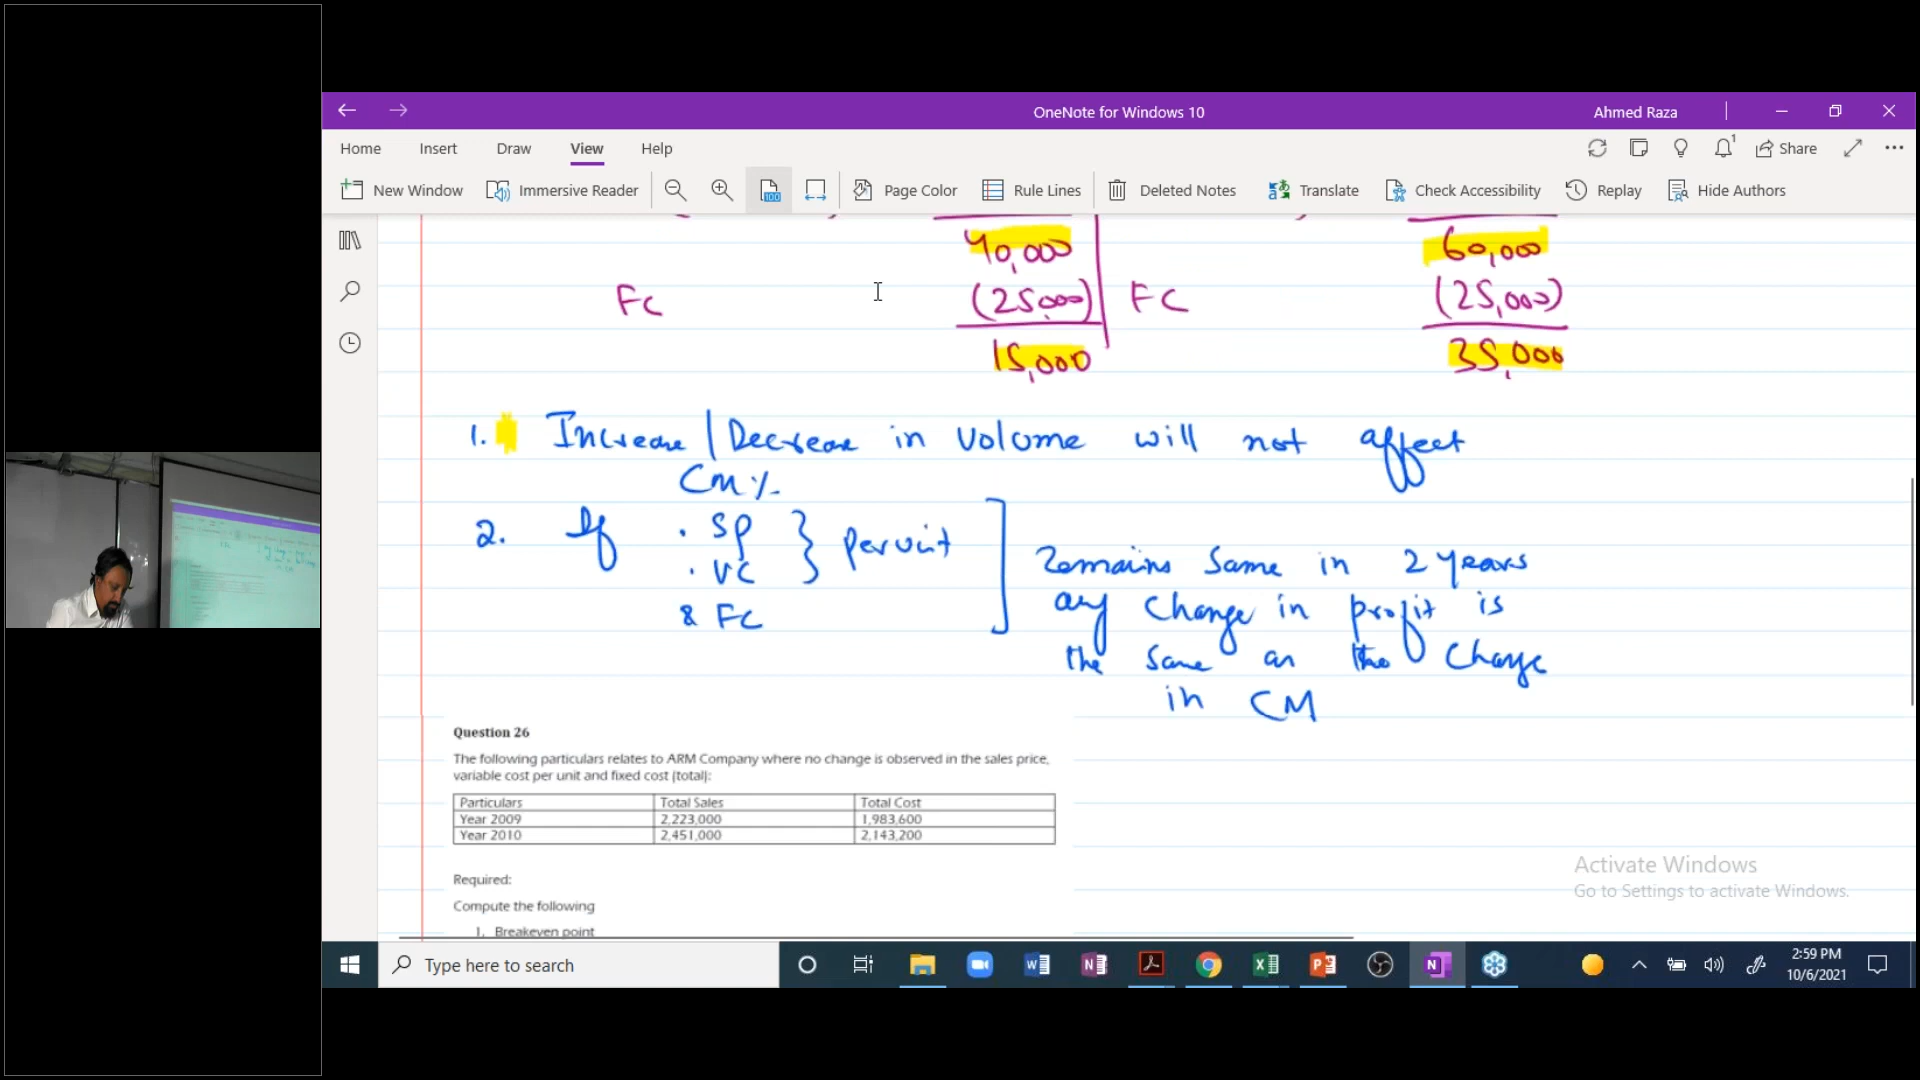 OneNote for Windows 10
Ahmed Raza
Home Insert Draw View Help
Share
New Window Immersive Reader Page Color Rule Lines Deleted Notes Translate Check Accessibility Replay Hide Authors
40,000 60,000
FC (25,000) FC (25,000)
15,000 35,000
1. Increase / Decrease in volume will not affect
CM %
2. If . SP } per unit
. VC
& FC
Remains Same in 2 years
any change in profit is
the same as the change
in CM
Question 26
The following particulars relates to ARM Company where no change is observed in the sales price,
variable cost per unit and fixed cost (total):
Particulars Total Sales Total Cost
Year 2009 2,223,000 1,983,600
Year 2010 2,451,000 2,143,200
Required:
Compute the following
1. Breakeven point
Activate Windows
Go to Settings to activate Windows.
Type here to search
2:59 PM
10/6/2021